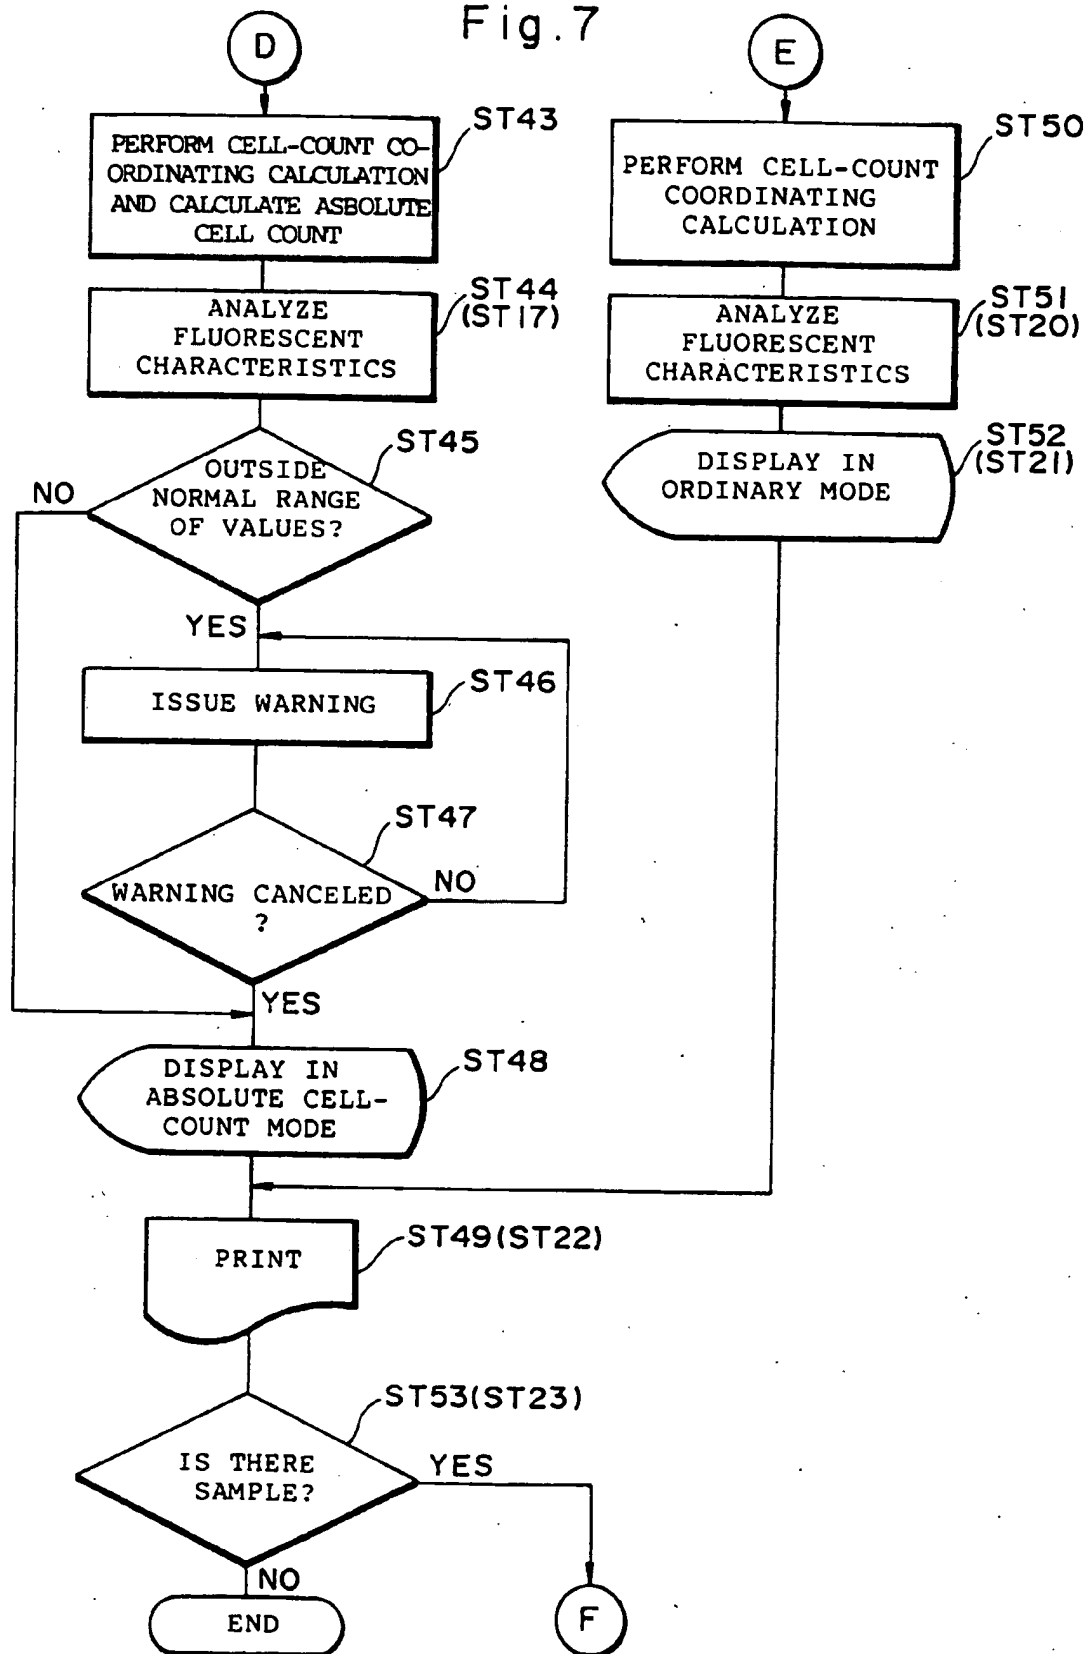 Fig.7
D
E
ST43
PERFORM CELL-COUNT CO-
ORDINATING CALCULATION
AND CALCULATE ASBOLUTE
CELL COUNT
ST50
PERFORM CELL-COUNT
COORDINATING
CALCULATION
ST44
(ST17)
ANALYZE
FLUORESCENT
CHARACTERISTICS
ST51
(ST20)
ANALYZE
FLUORESCENT
CHARACTERISTICS
ST45
OUTSIDE
NORMAL RANGE
OF VALUES?
NO
YES
ST52
(ST21)
DISPLAY IN
ORDINARY MODE
ST46
ISSUE WARNING
ST47
WARNING CANCELED
?
NO
YES
ST48
DISPLAY IN
ABSOLUTE CELL-
COUNT MODE
ST49(ST22)
PRINT
ST53(ST23)
IS THERE
SAMPLE?
YES
NO
END
F